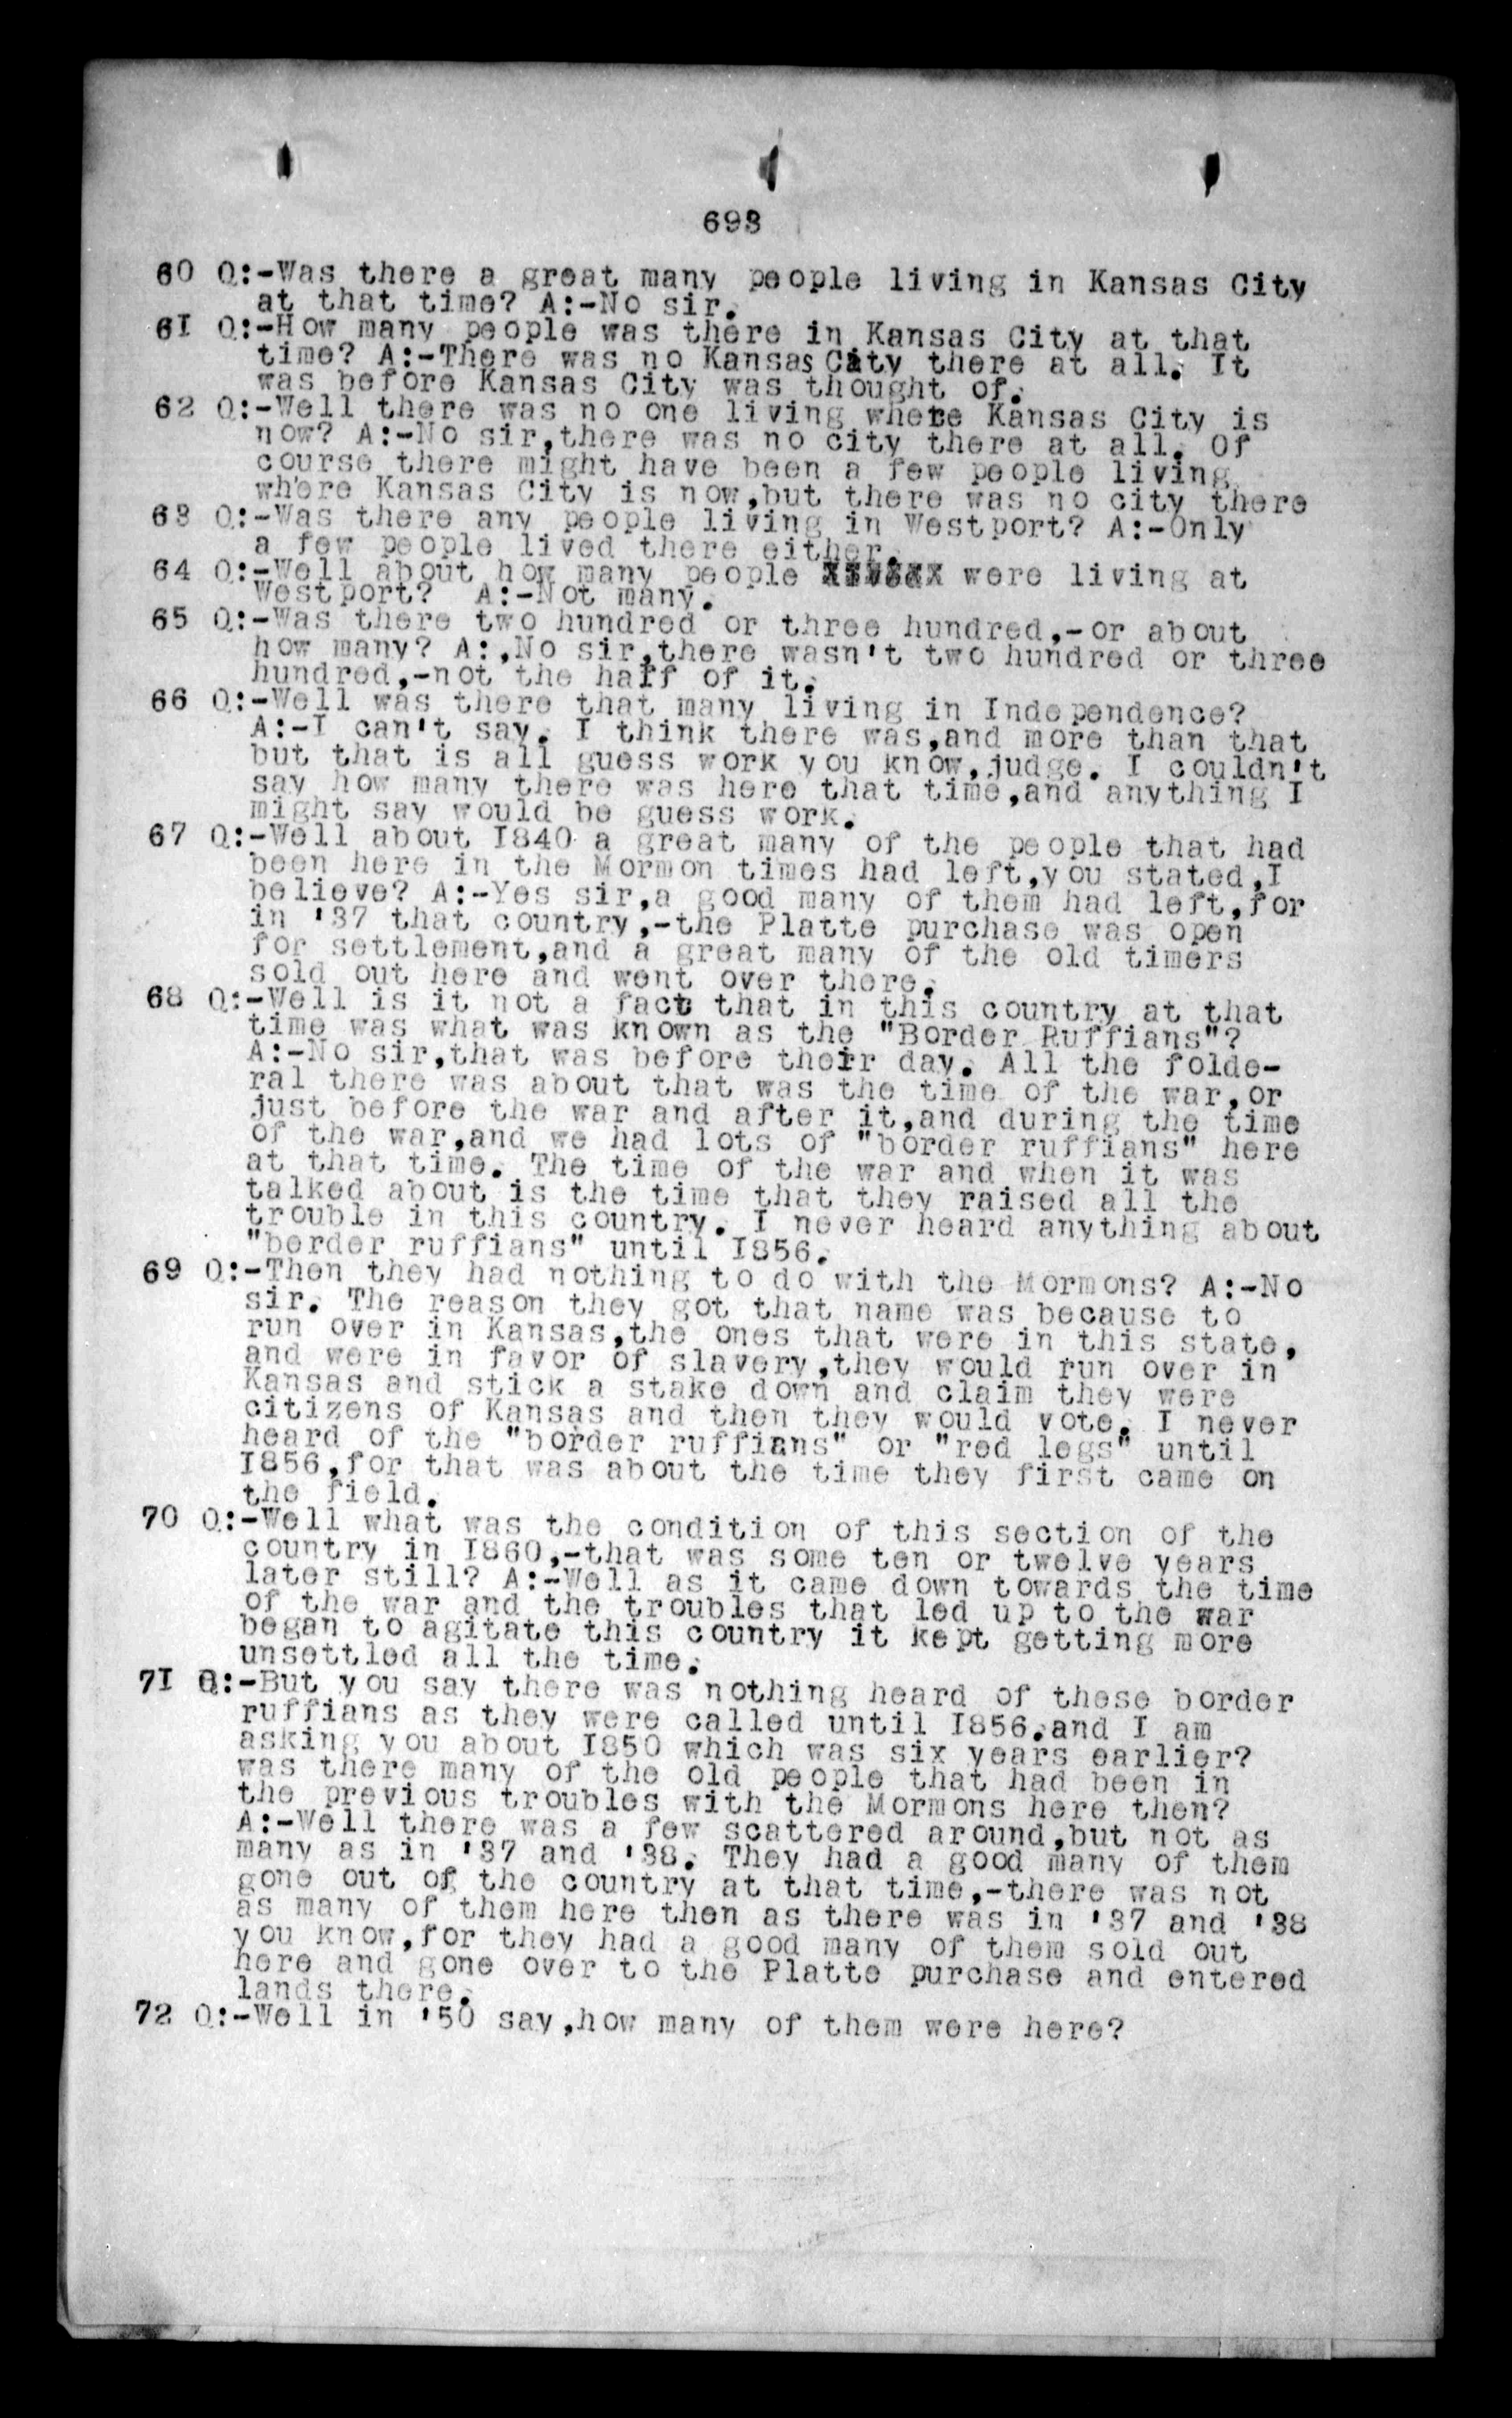 693
60 Q:-Was there a great many people living in Kansas City
at that time? A:-No sir.
61 Q:-How many people was there in Kansas City at that
time? A:-There was no Kansas City there at all. It
was before Kansas City was thought of.
62 Q:-Well there was no one living where Kansas City is
now? A:-No sir,there was no city there at all. Of
course there might have been a few people living
where Kansas City is now,but there was no city there
63 Q:-Was there any people living in Westport? A:-Only
a few people lived there either.
64 Q:-Well about how many people were living at
Westport? A:-Not many.
65 Q:-Was there two hundred or three hundred,-or about
how many? A:,No sir,there wasn't two hundred or three
hundred,-not the half of it.
66 Q:-Well was there that many living in Independence?
A:-I can't say. I think there was,and more than that
but that is all guess work you know,judge. I couldn't
say how many there was here that time,and anything I
might say would be guess work.
67 Q:-Well about I840 a great many of the people that had
been here in the Mormon times had left,you stated,I
believe? A:-Yes sir,a good many of them had left,for
in '37 that country,-the Platte purchase was open
for settlement,and a great many of the old timers
sold out here and went over there.
68 Q:-Well is it not a fact that in this country at that
time was what was known as the "Border Ruffians"?
A:-No sir,that was before their day. All the folde-
ral there was about that was the time of the war,or
just before the war and after it,and during the time
of the war,and we had lots of "border ruffians" here
at that time. The time of the war and when it was
talked about is the time that they raised all the
trouble in this country. I never heard anything about
"border ruffians" until I856.
69 Q:-Then they had nothing to do with the Mormons? A:-No
sir. The reason they got that name was because to
run over in Kansas,the ones that were in this state,
and were in favor of slavery,they would run over in
Kansas and stick a stake down and claim they were
citizens of Kansas and then they would vote. I never
heard of the "border ruffians" or "red legs" until
I856,for that was about the time they first came on
the field.
70 Q:-Well what was the condition of this section of the
country in I860,-that was some ten or twelve years
later still? A:-Well as it came down towards the time
of the war and the troubles that led up to the war
began to agitate this country it kept getting more
unsettled all the time.
7I Q:-But you say there was nothing heard of these border
ruffians as they were called until I856.and I am
asking you about I850 which was six years earlier?
was there many of the old people that had been in
the previous troubles with the Mormons here then?
A:-Well there was a few scattered around,but not as
many as in '37 and '38. They had a good many of them
gone out of the country at that time,-there was not
as many of them here then as there was in '37 and '38
you know,for they had a good many of them sold out
here and gone over to the Platte purchase and entered
lands there.
72 Q:-Well in '50 say,how many of them were here?